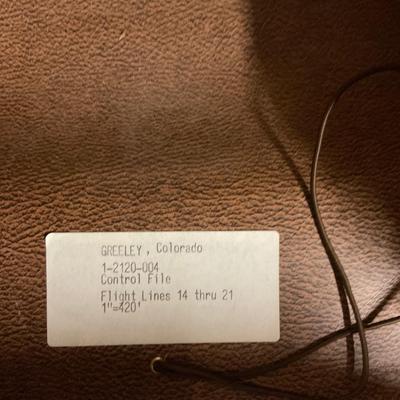 GREELEY, Colorado
1-2120-004
Control File
Flight Lines 14 thru 21
1"=420'